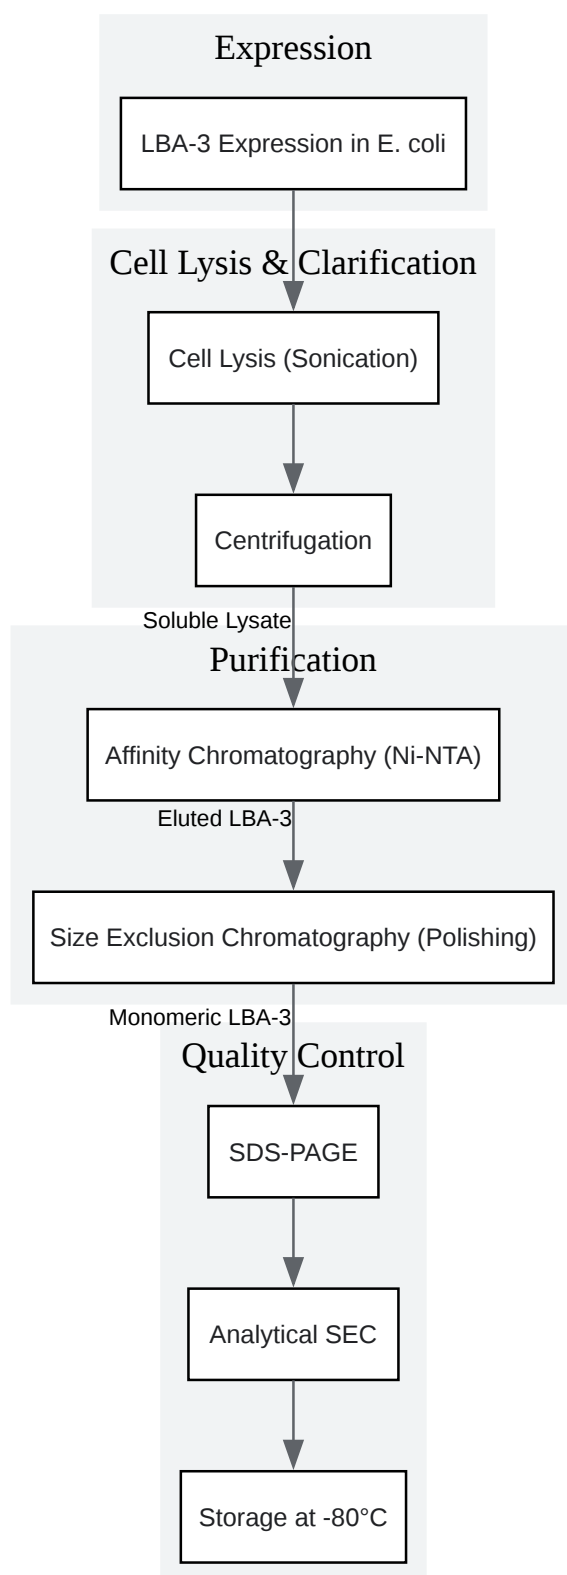 Expression
LBA-3 Expression in E. coli
Cell Lysis & Clarification
Cell Lysis (Sonication)
Centrifugation
Soluble Lysate
Purification
Affinity Chromatography (Ni-NTA)
Eluted LBA-3
Size Exclusion Chromatography (Polishing)
Monomeric LBA-3
Quality Control
SDS-PAGE
Analytical SEC
Storage at -80°C